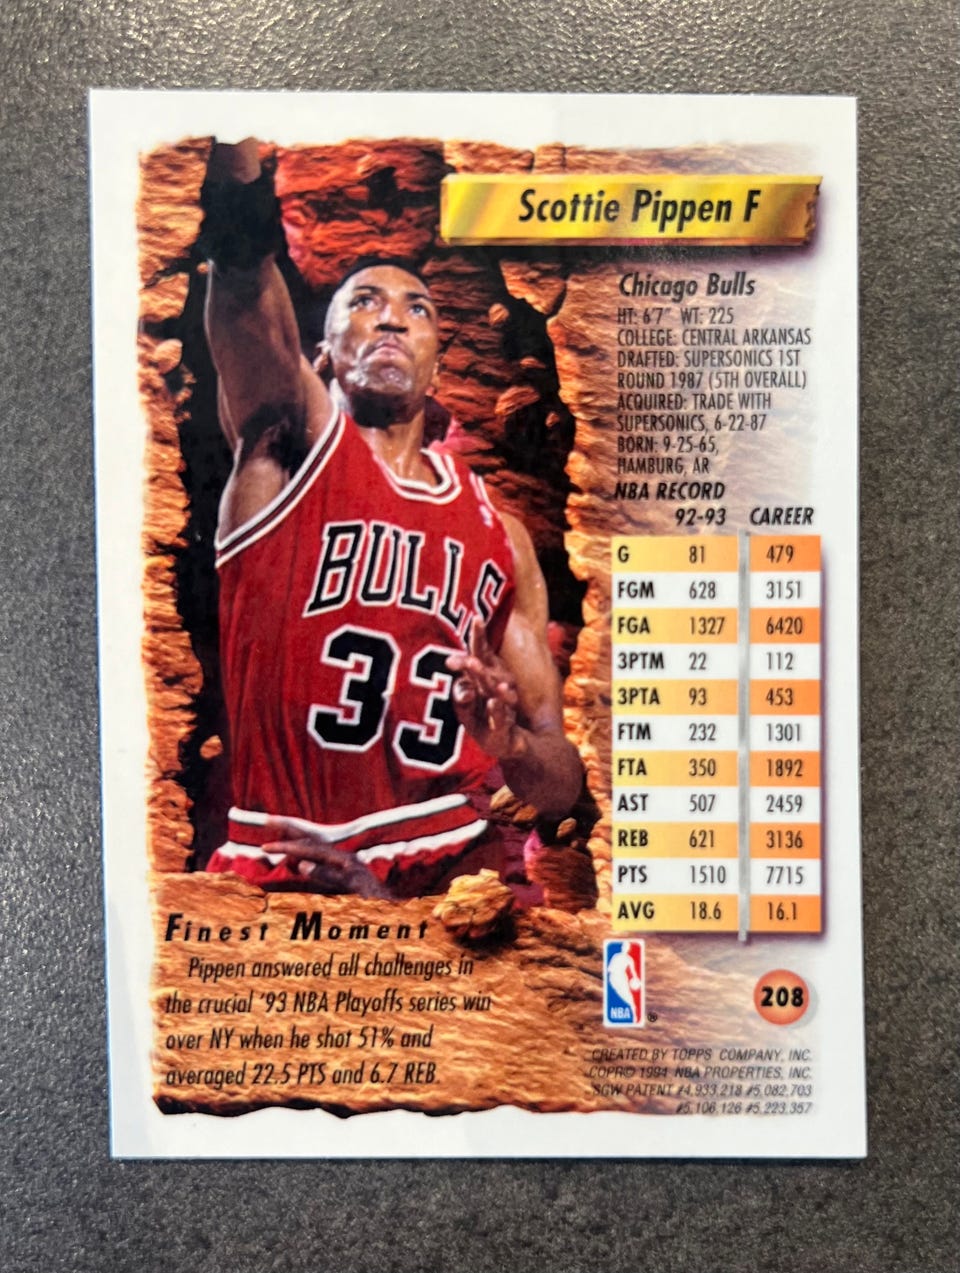 Scottie Pippen F
Chicago Bulls
HT: 6'7" WT: 225
COLLEGE: CENTRAL ARKANSAS
DRAFTED: SUPERSONICS 1ST
ROUND 1987 (5TH OVERALL)
ACQUIRED: TRADE WITH
SUPERSONICS, 6-22-87
BORN: 9-25-65,
HAMBURG, AR
NBA RECORD
92-93 CAREER
G 81 479
FGM 628 3151
FGA 1327 6420
3PTM 22 112
3PTA 93 453
FTM 232 1301
FTA 350 1892
AST 507 2459
REB 621 3136
PTS 1510 7715
AVG 18.6 16.1
BULLS
33
Finest Moment
Pippen answered all challenges in
the crucial '93 NBA Playoffs series win
over NY when he shot 51% and
averaged 22.5 PTS and 6.7 REB.
NBA ®
208
CREATED BY TOPPS COMPANY, INC.
COPR© 1994 NBA PROPERTIES, INC.
SGW PATENT #4,933,218 #5,082,703
#5,106,126 #5,223,357